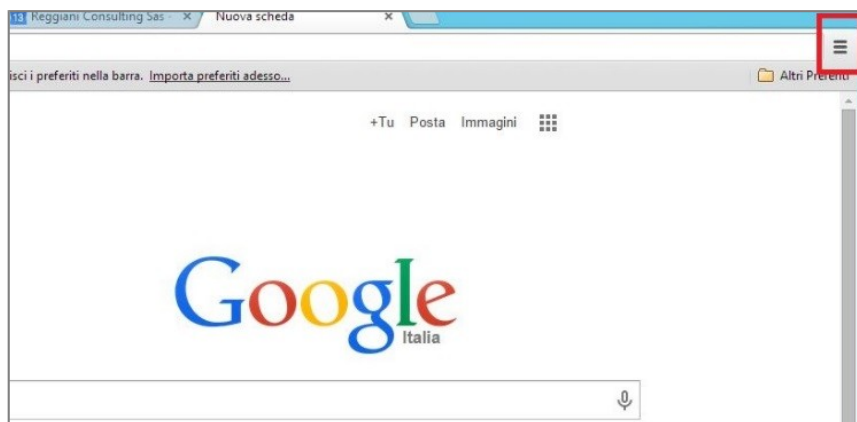 13 Reggiani Consulting Sas - × Nuova scheda ×
isci i preferiti nella barra. Importa preferiti adesso... Altri Preferiti
+Tu Posta Immagini
Google
Italia